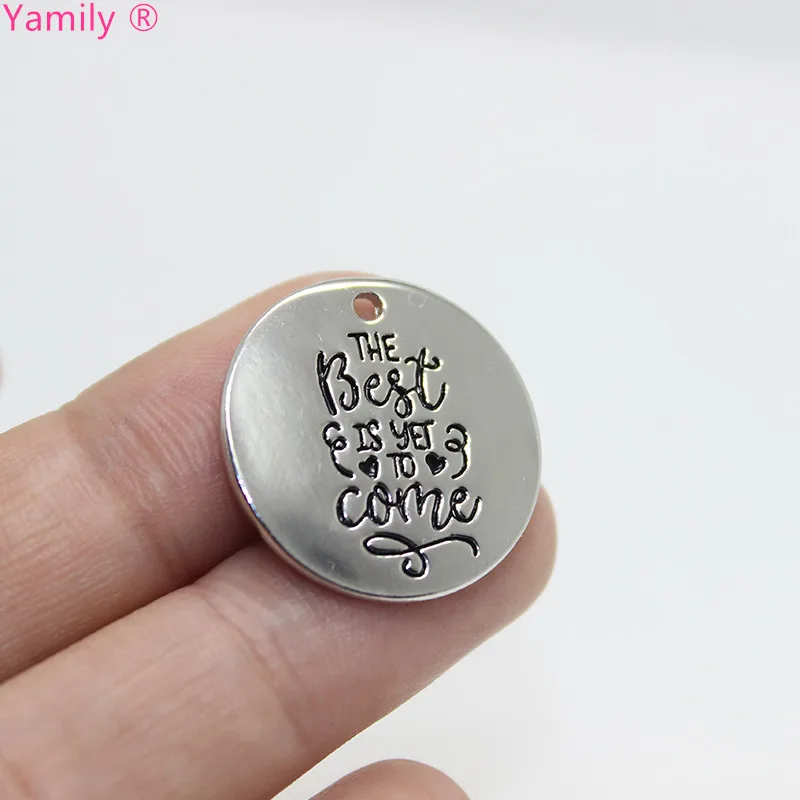 Yamily ®
THE
Best
IS YET
TO
come